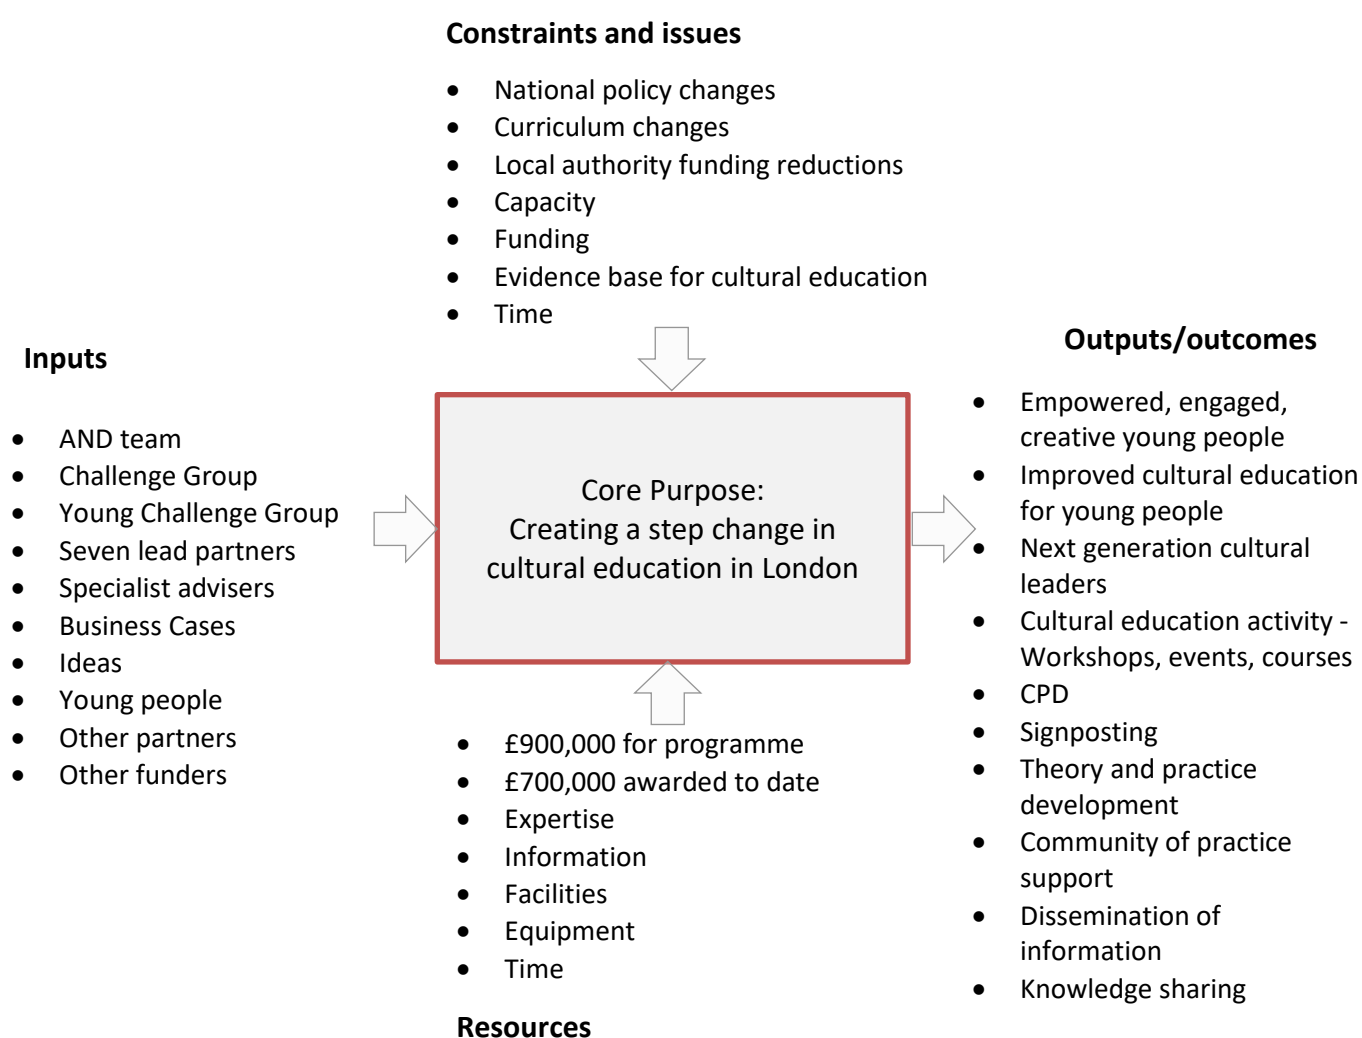 Constraints and issues
• National policy changes
• Curriculum changes
• Local authority funding reductions
• Capacity
• Funding
• Evidence base for cultural education
• Time
Inputs
• AND team
• Challenge Group
• Young Challenge Group
• Seven lead partners
• Specialist advisers
• Business Cases
• Ideas
• Young people
• Other partners
• Other funders
Core Purpose:
Creating a step change in
cultural education in London
Outputs/outcomes
• Empowered, engaged,
creative young people
• Improved cultural education
for young people
• Next generation cultural
leaders
• Cultural education activity -
Workshops, events, courses
• CPD
• Signposting
• Theory and practice
development
• Community of practice
support
• Dissemination of
information
• Knowledge sharing
• £900,000 for programme
• £700,000 awarded to date
• Expertise
• Information
• Facilities
• Equipment
• Time
Resources